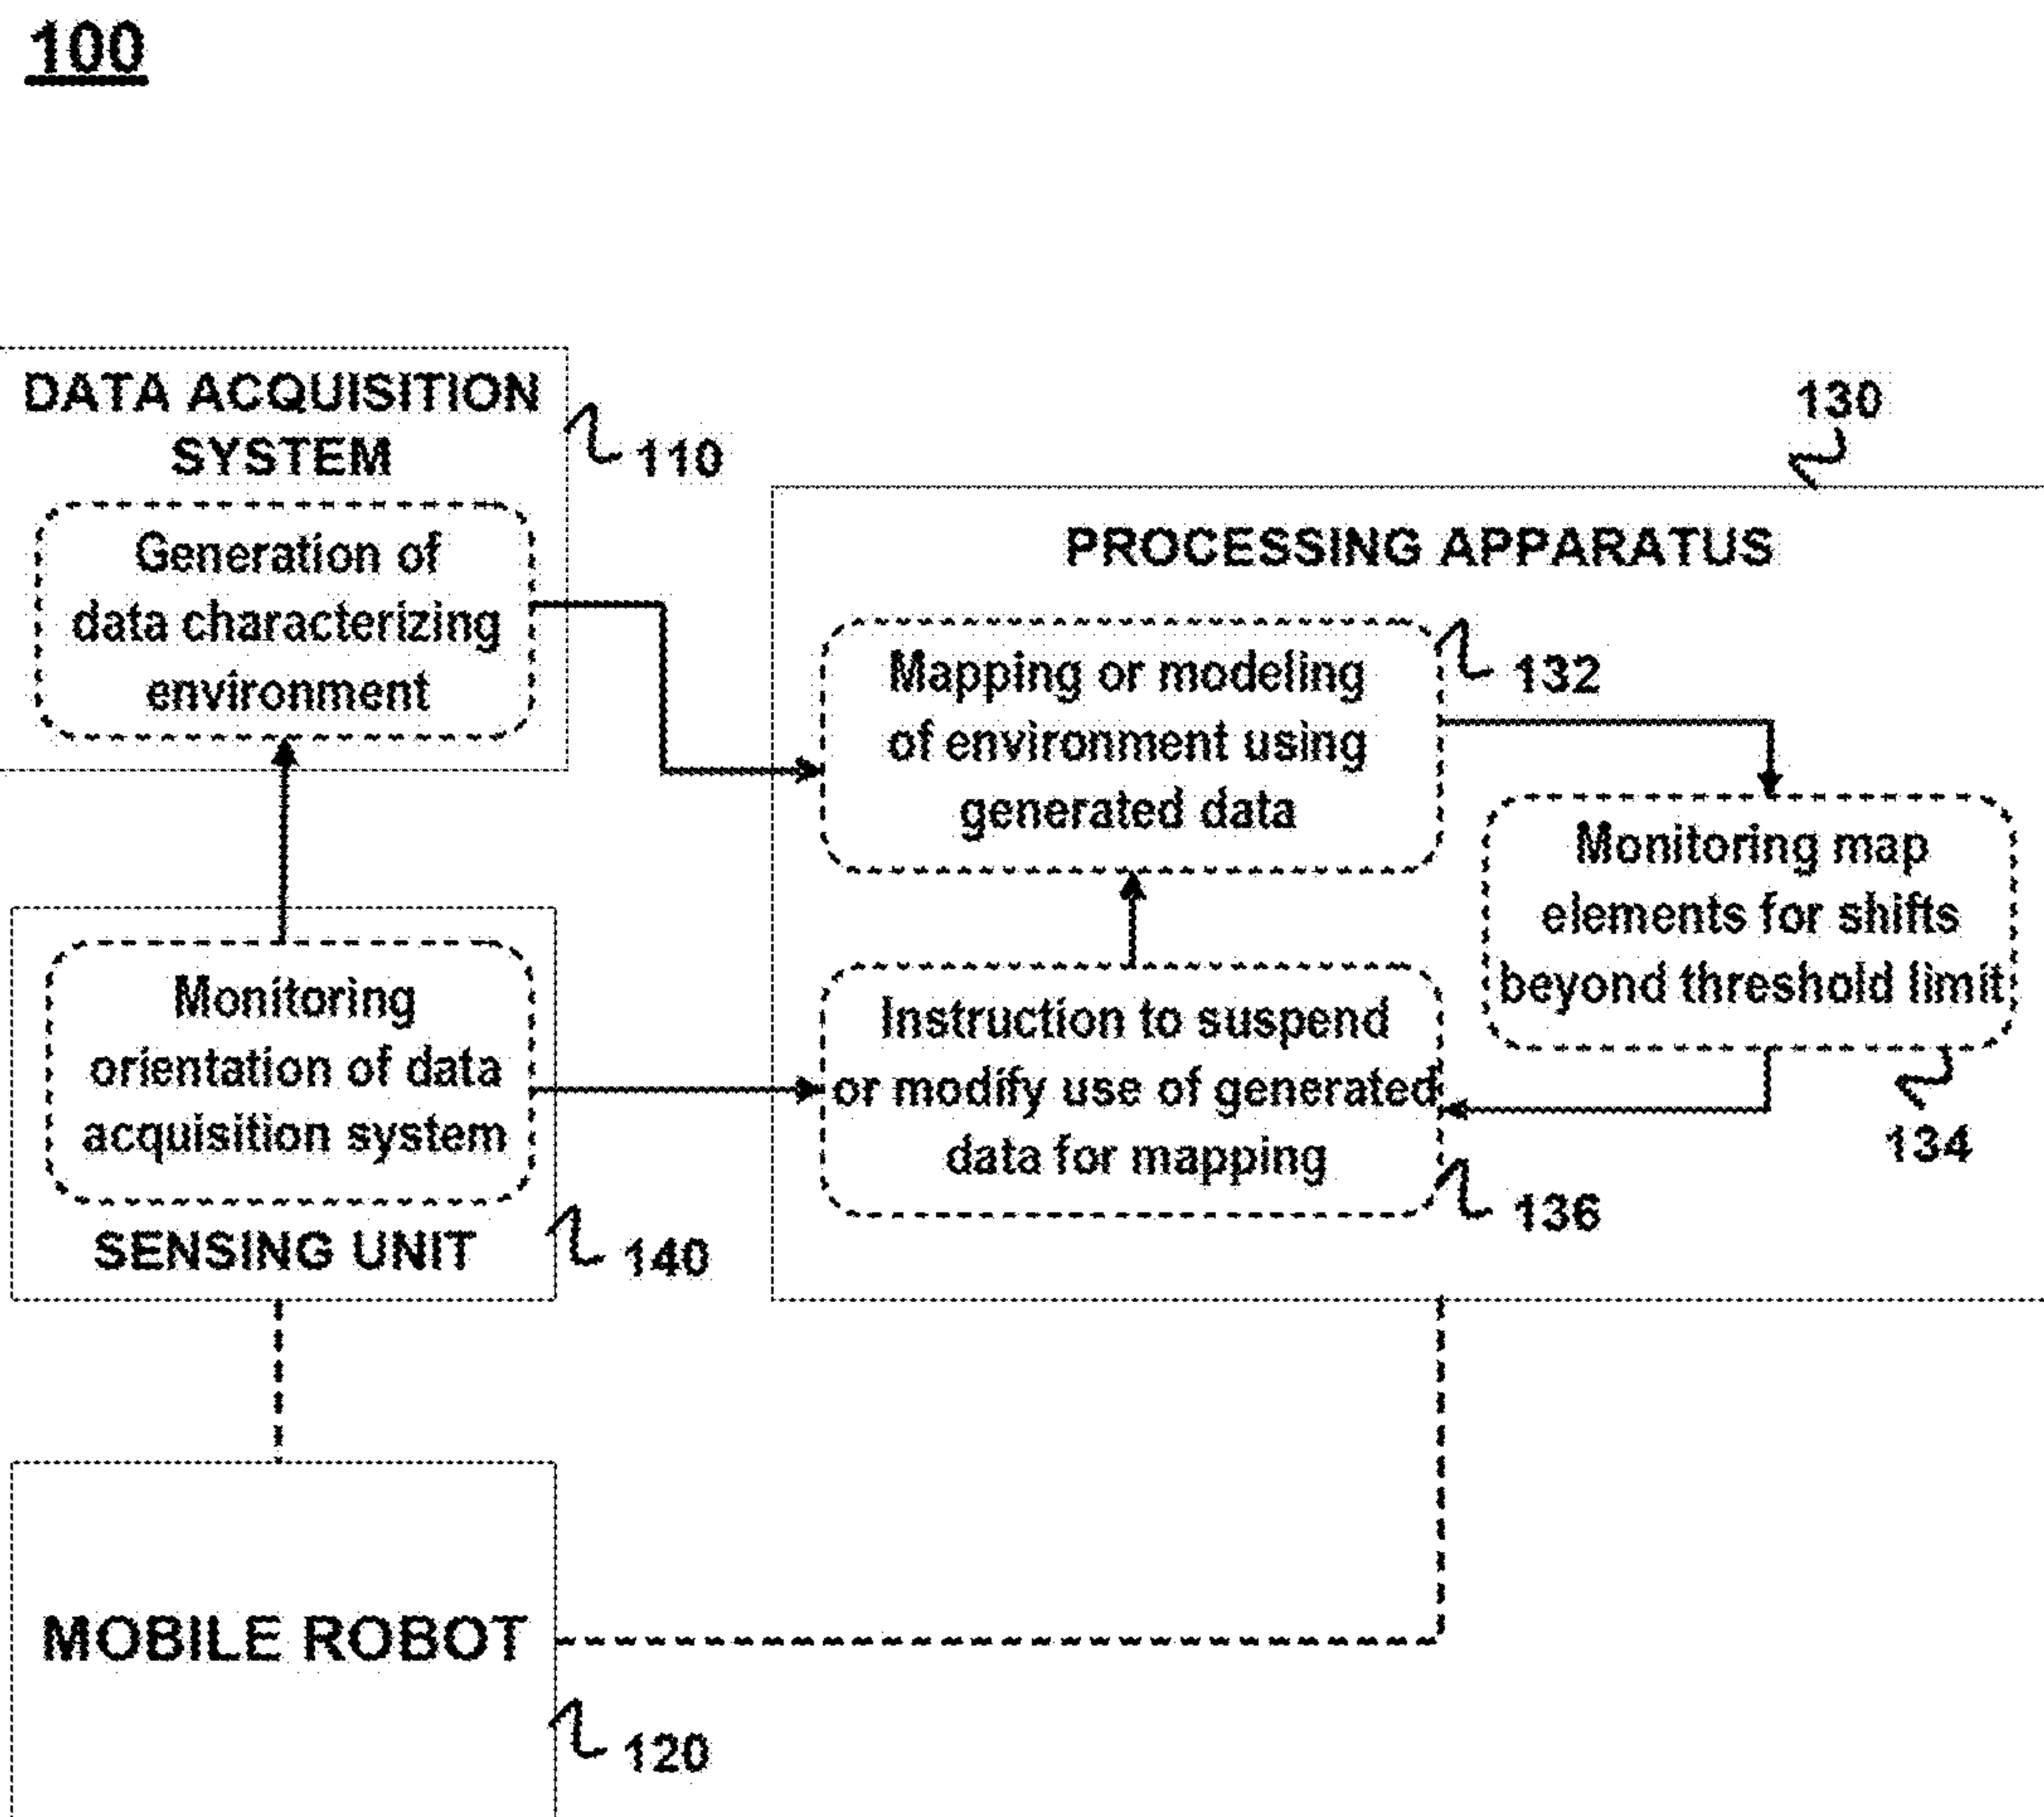 100
DATA ACQUISITION
SYSTEM
110
Generation of
data characterizing
environment
130
PROCESSING APPARATUS
Mapping or modeling
of environment using
generated data
132
Monitoring map
elements for shifts
beyond threshold limit
134
Monitoring
orientation of data
acquisition system
SENSING UNIT
140
Instruction to suspend
or modify use of generated
data for mapping
136
MOBILE ROBOT
120